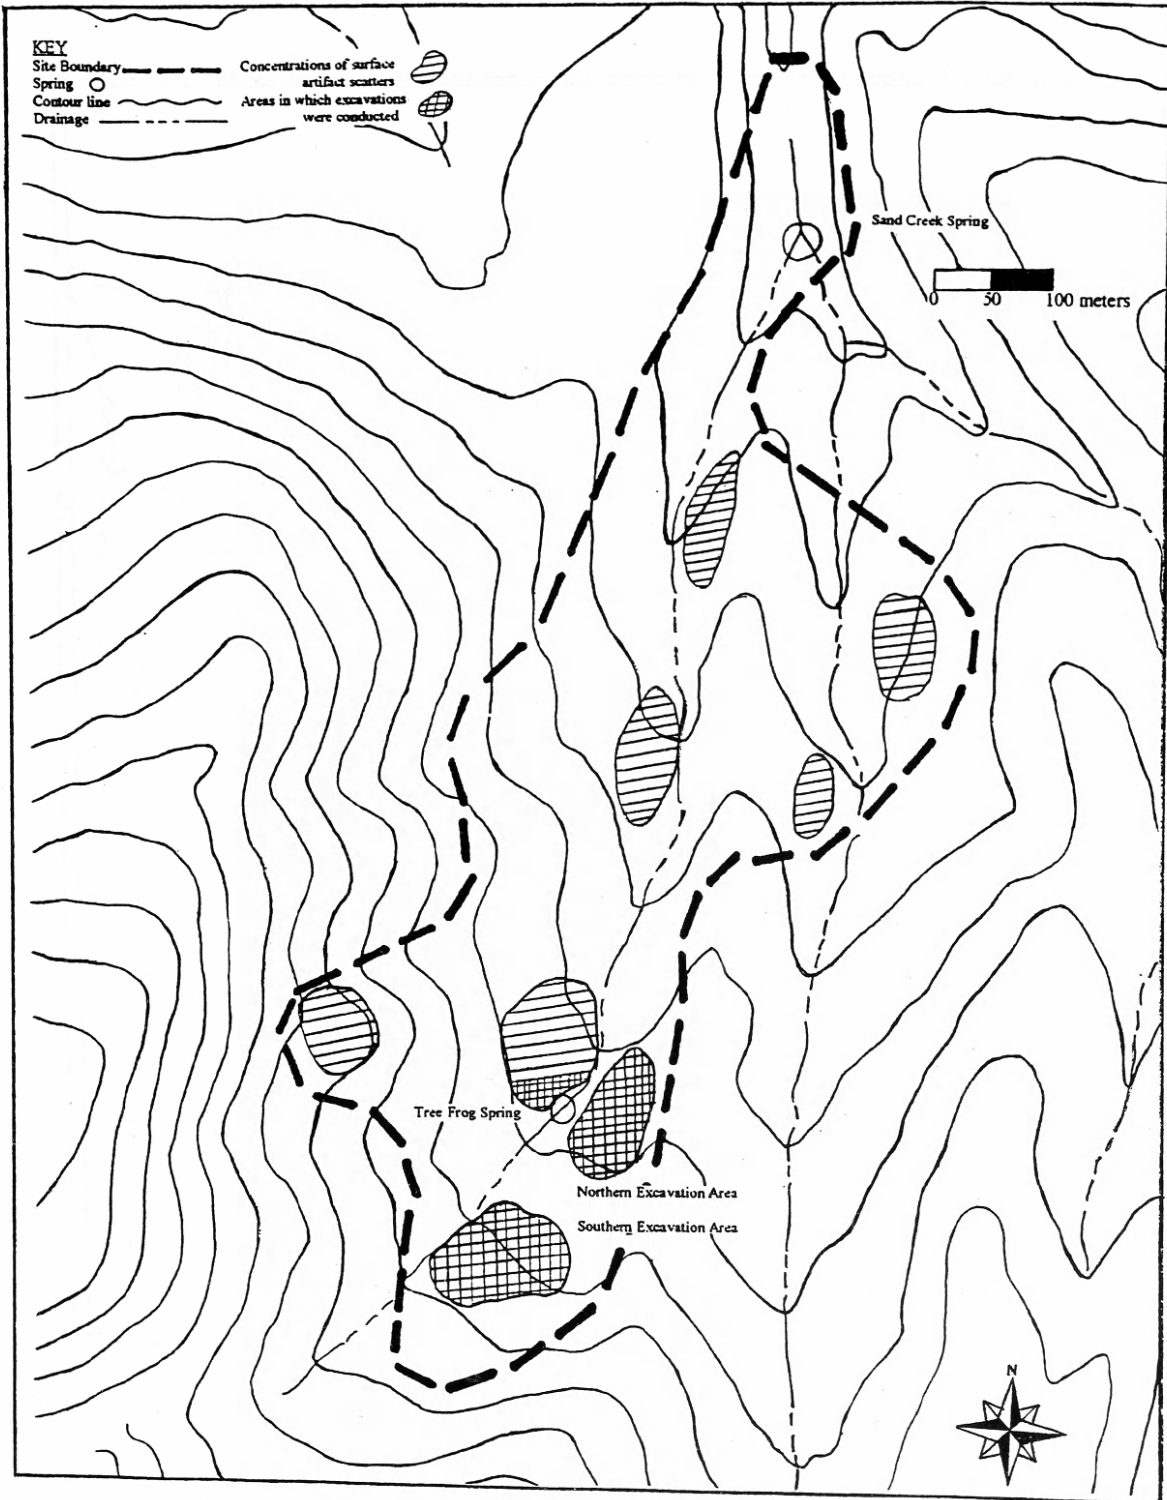 KEY
Site Boundary
Spring
Contour line
Drainage
Concentrations of surface
artifact scatters
Areas in which excavations
were conducted
Sand Creek Spring
0 50 100 meters
Tree Frog Spring
Northern Excavation Area
Southern Excavation Area
N